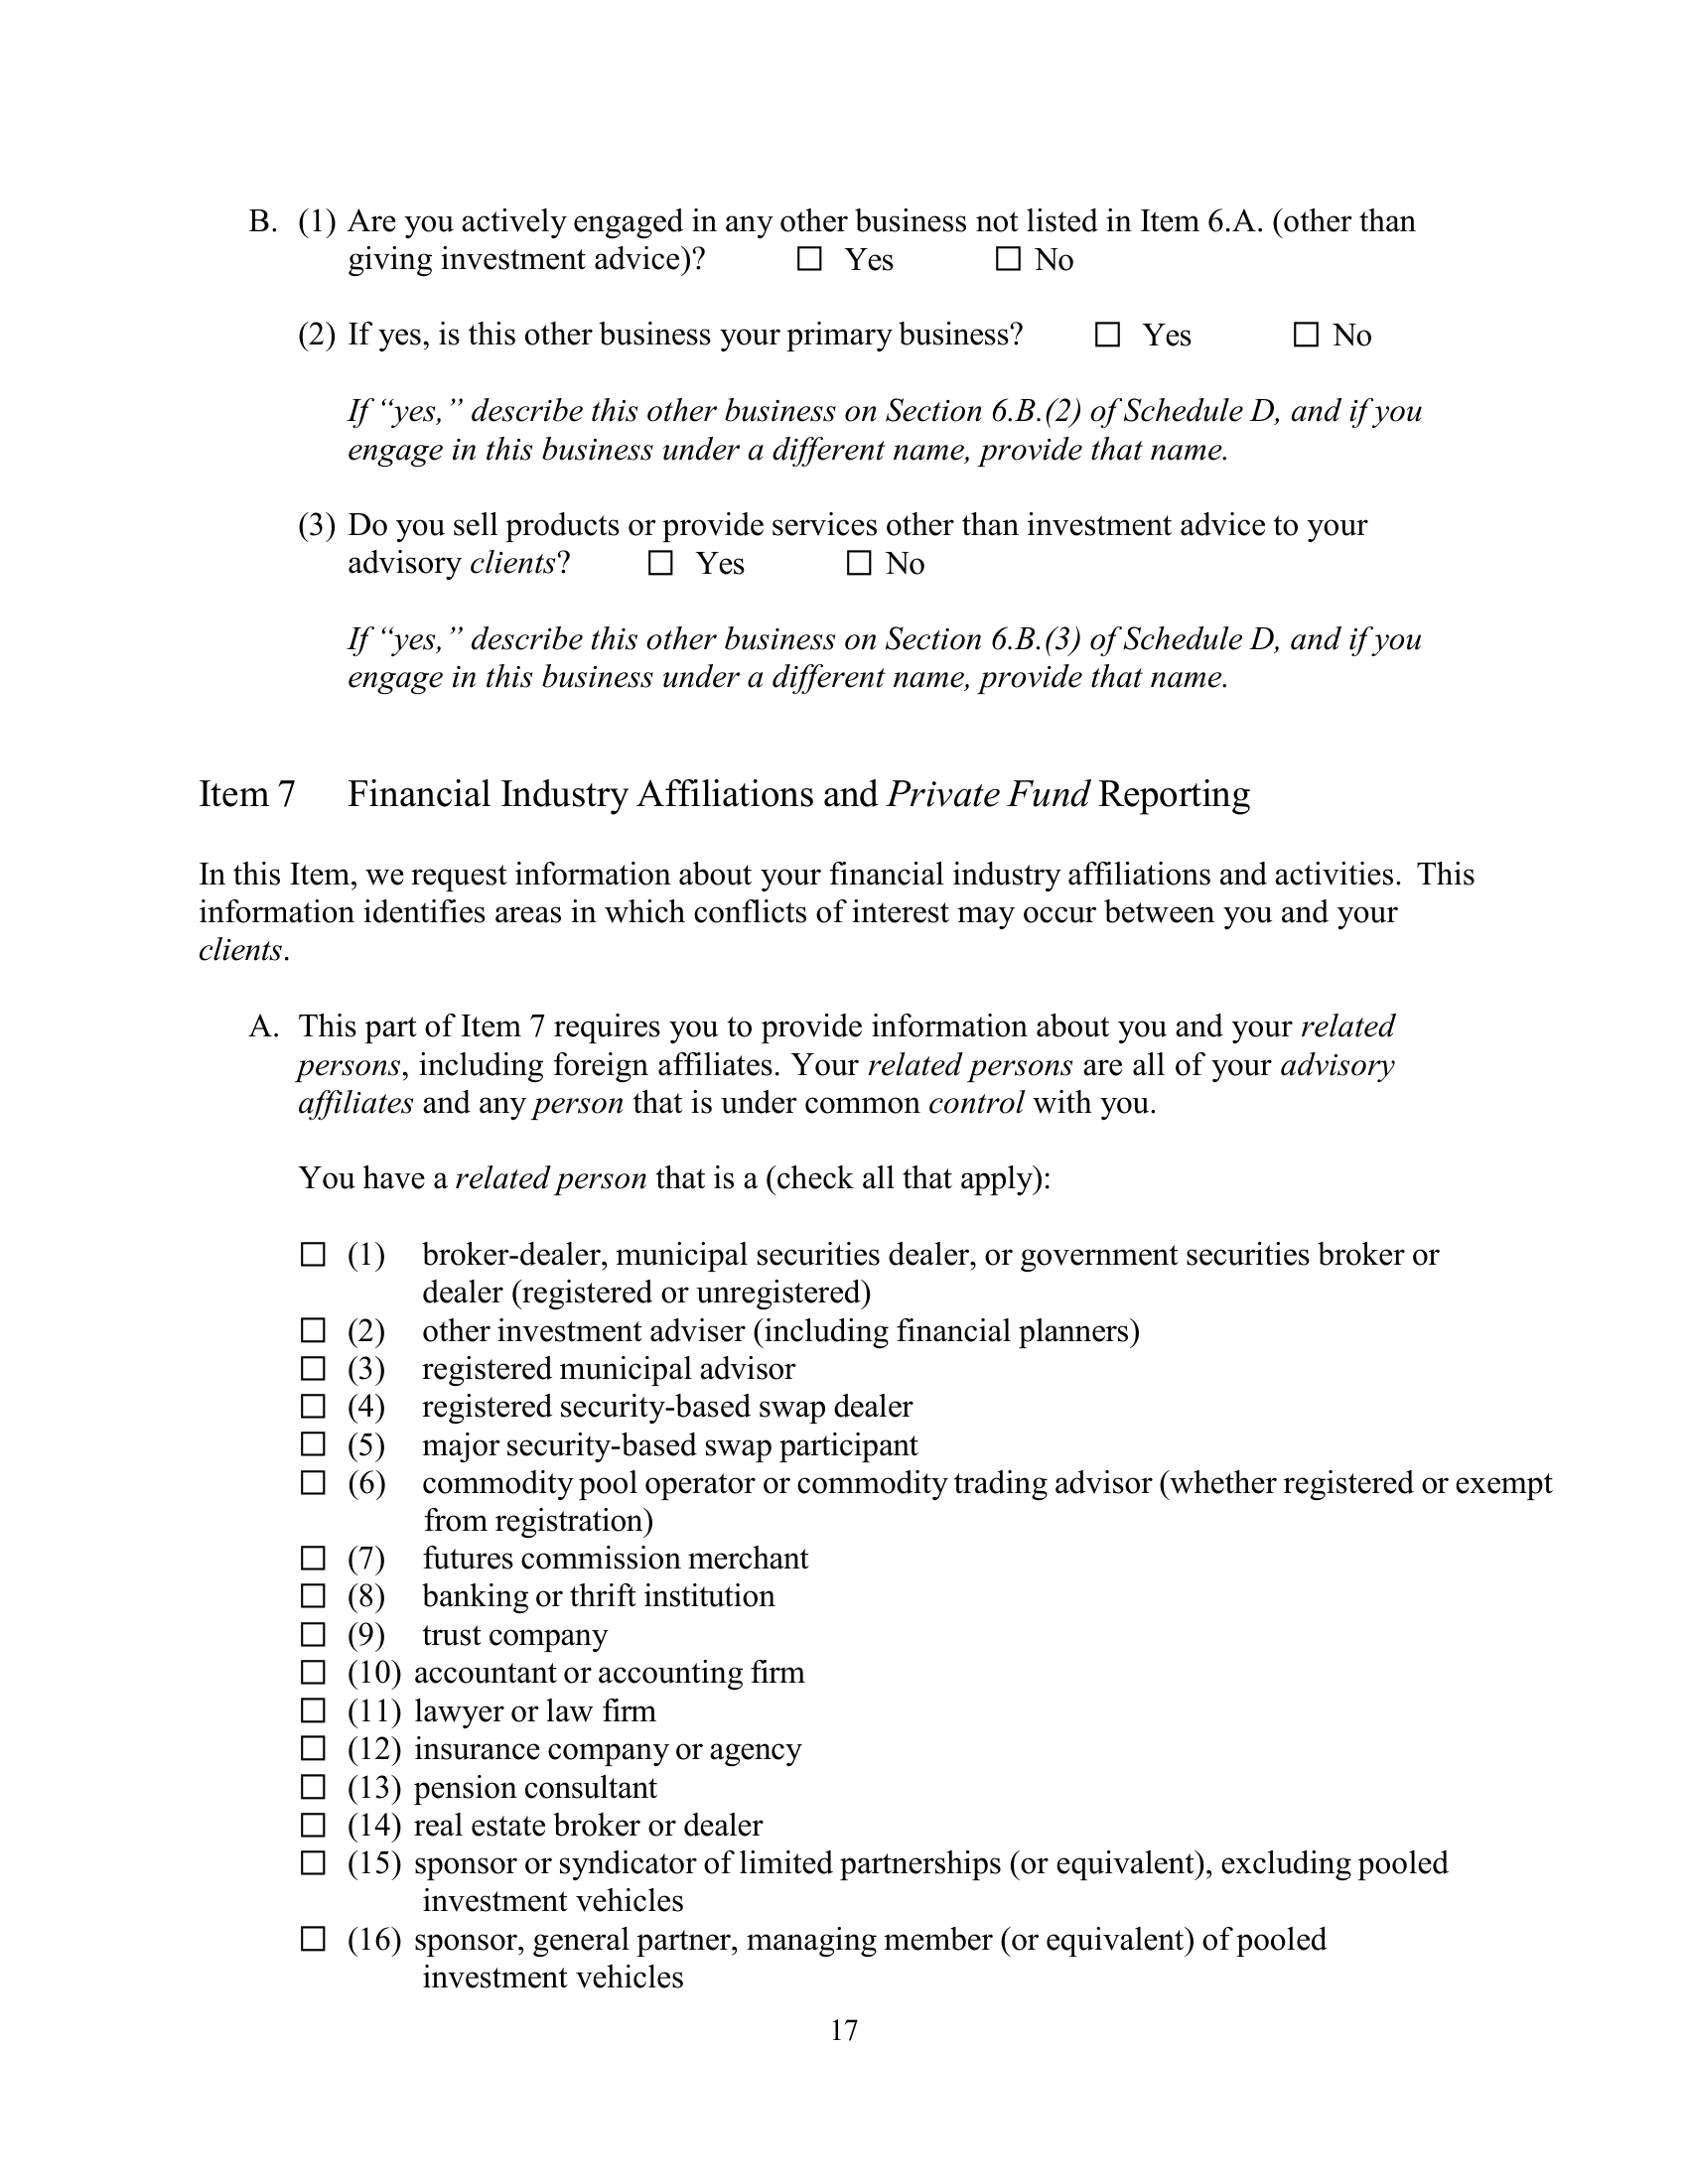 B. (1) Are you actively engaged in any other business not listed in Item 6.A. (other than
giving investment advice)? ☐ Yes ☐ No
(2) If yes, is this other business your primary business? ☐ Yes ☐ No
If “yes,” describe this other business on Section 6.B.(2) of Schedule D, and if you
engage in this business under a different name, provide that name.
(3) Do you sell products or provide services other than investment advice to your
advisory clients? ☐ Yes ☐ No
If “yes,” describe this other business on Section 6.B.(3) of Schedule D, and if you
engage in this business under a different name, provide that name.
Item 7 Financial Industry Affiliations and Private Fund Reporting
In this Item, we request information about your financial industry affiliations and activities. This
information identifies areas in which conflicts of interest may occur between you and your
clients.
A. This part of Item 7 requires you to provide information about you and your related
persons, including foreign affiliates. Your related persons are all of your advisory
affiliates and any person that is under common control with you.
You have a related person that is a (check all that apply):
☐ (1) broker-dealer, municipal securities dealer, or government securities broker or
dealer (registered or unregistered)
☐ (2) other investment adviser (including financial planners)
☐ (3) registered municipal advisor
☐ (4) registered security-based swap dealer
☐ (5) major security-based swap participant
☐ (6) commodity pool operator or commodity trading advisor (whether registered or exempt
from registration)
☐ (7) futures commission merchant
☐ (8) banking or thrift institution
☐ (9) trust company
☐ (10) accountant or accounting firm
☐ (11) lawyer or law firm
☐ (12) insurance company or agency
☐ (13) pension consultant
☐ (14) real estate broker or dealer
☐ (15) sponsor or syndicator of limited partnerships (or equivalent), excluding pooled
investment vehicles
☐ (16) sponsor, general partner, managing member (or equivalent) of pooled
investment vehicles
17